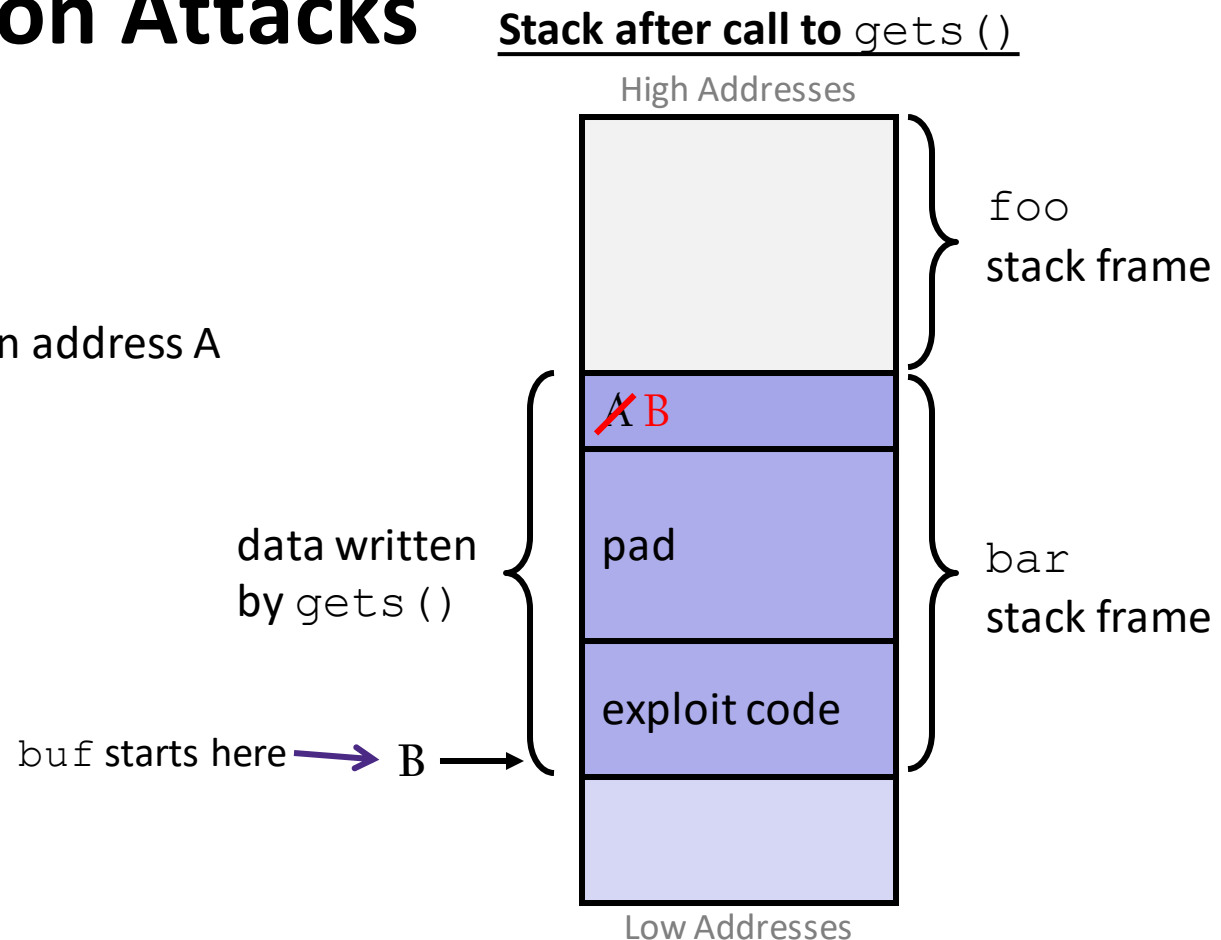 on Attacks
Stack after call to gets()
High Addresses
foo
stack frame
n address A
A B
data written
by gets()
pad
bar
stack frame
exploit code
buf starts here
B
Low Addresses